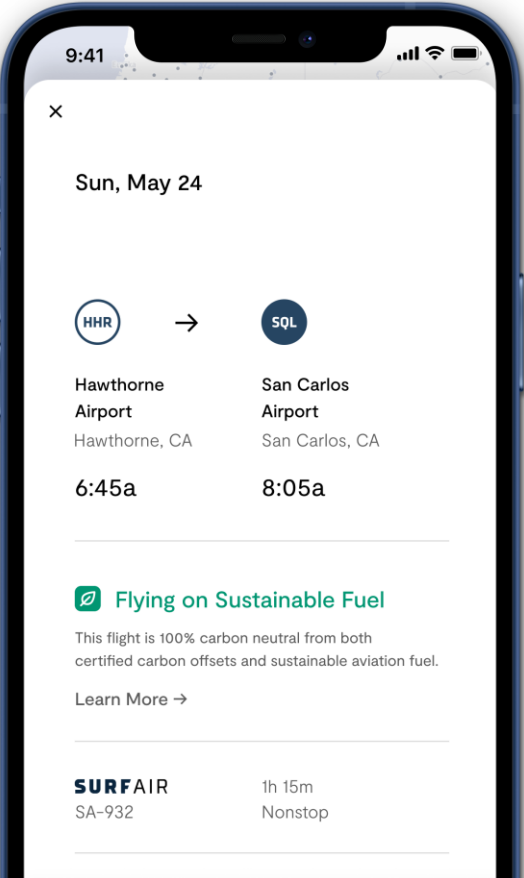 9:41
Sun, May 24
HHR → SQL
Hawthorne Airport
San Carlos Airport
Hawthorne, CA
San Carlos, CA
6:45a
8:05a
Flying on Sustainable Fuel
This flight is 100% carbon neutral from both
certified carbon offsets and sustainable aviation fuel.
Learn More →
SURFAIR
1h 15m
SA-932
Nonstop